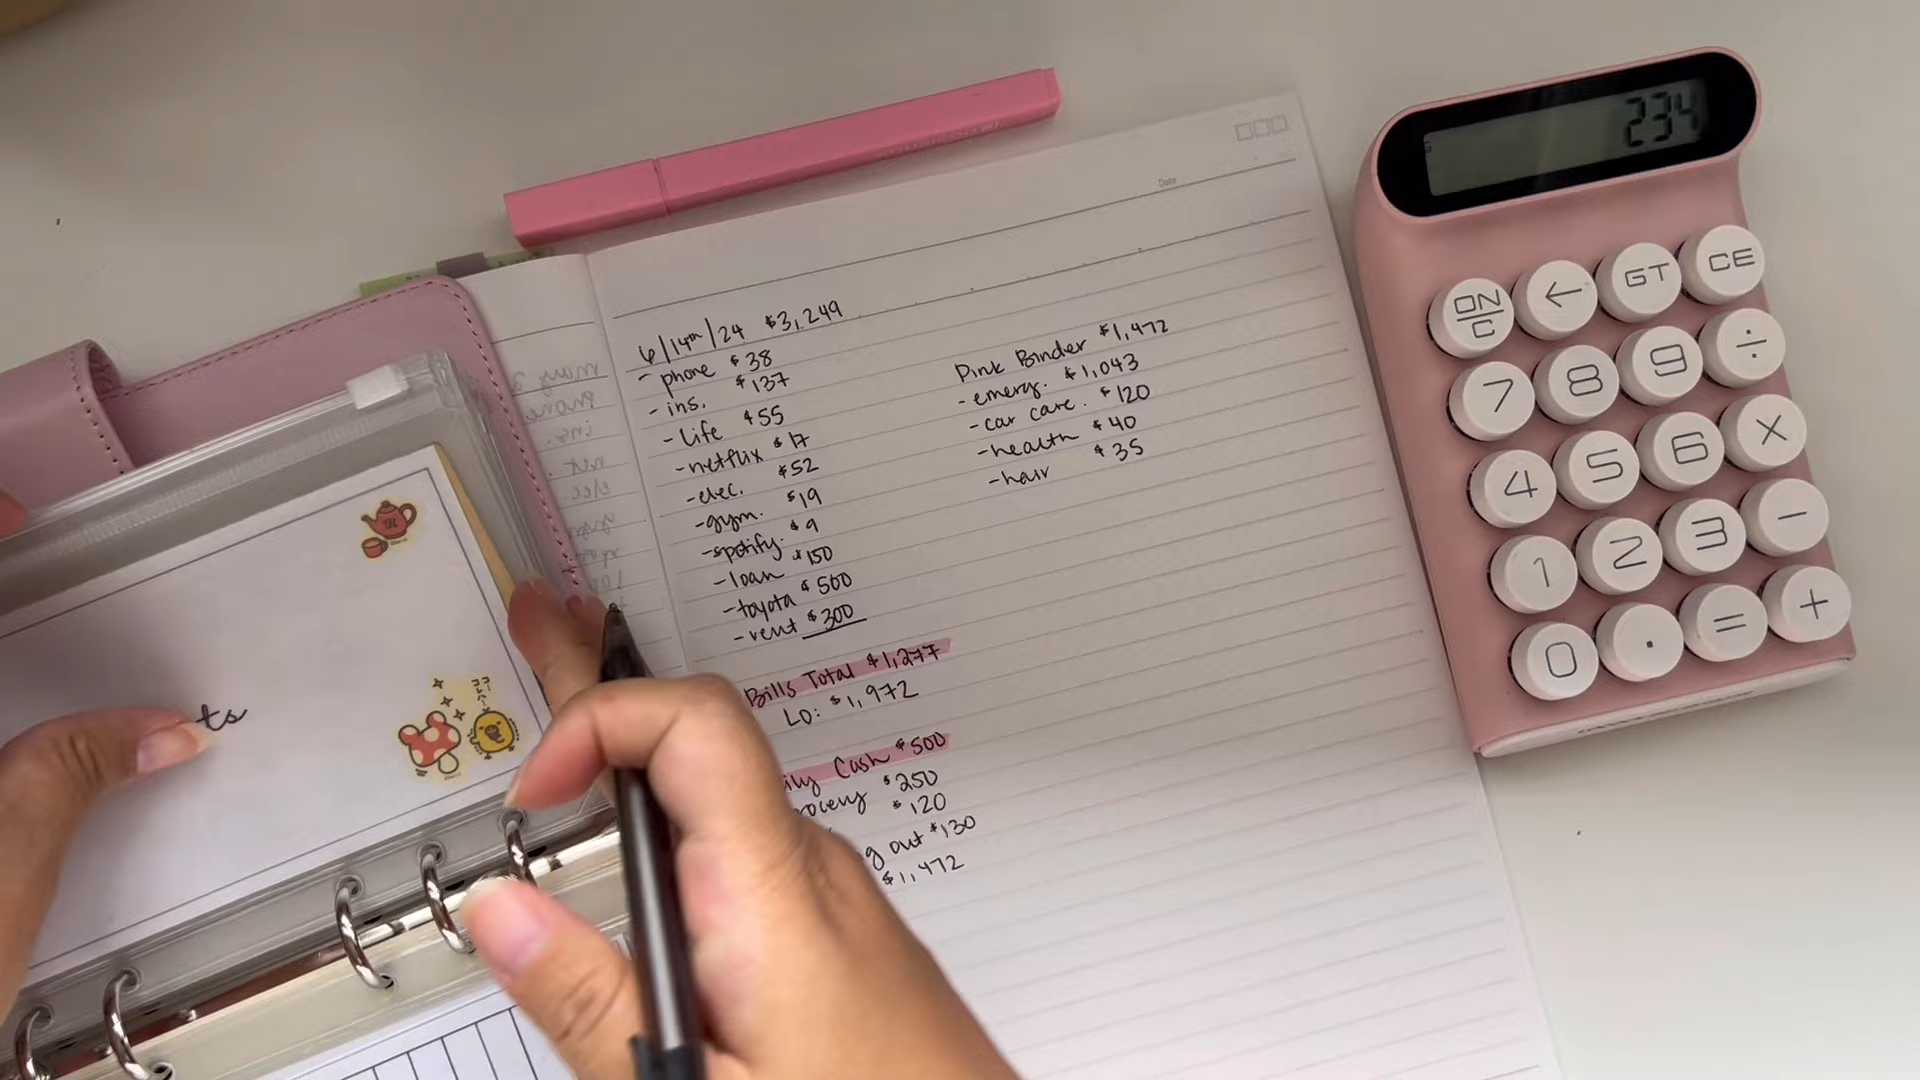 6/14th/24 $3,249
- phone $38
- ins. $137
- Life $55
- netflix $17
- elec. $52
- gym. $19
- spotify. $9
- loan $150
- toyota $500
- rent $300
Bills Total $1,277
LO: $1,972
Cash $500
$250
$120
out $130
$1,472
Date
Pink Binder $1,472
- emerg. $1,043
- car care. $120
- health $40
- hair $35
ts
234
ON/C ← GT CE
7 8 9 ÷
4 5 6 ×
1 2 3 −
0 . = +